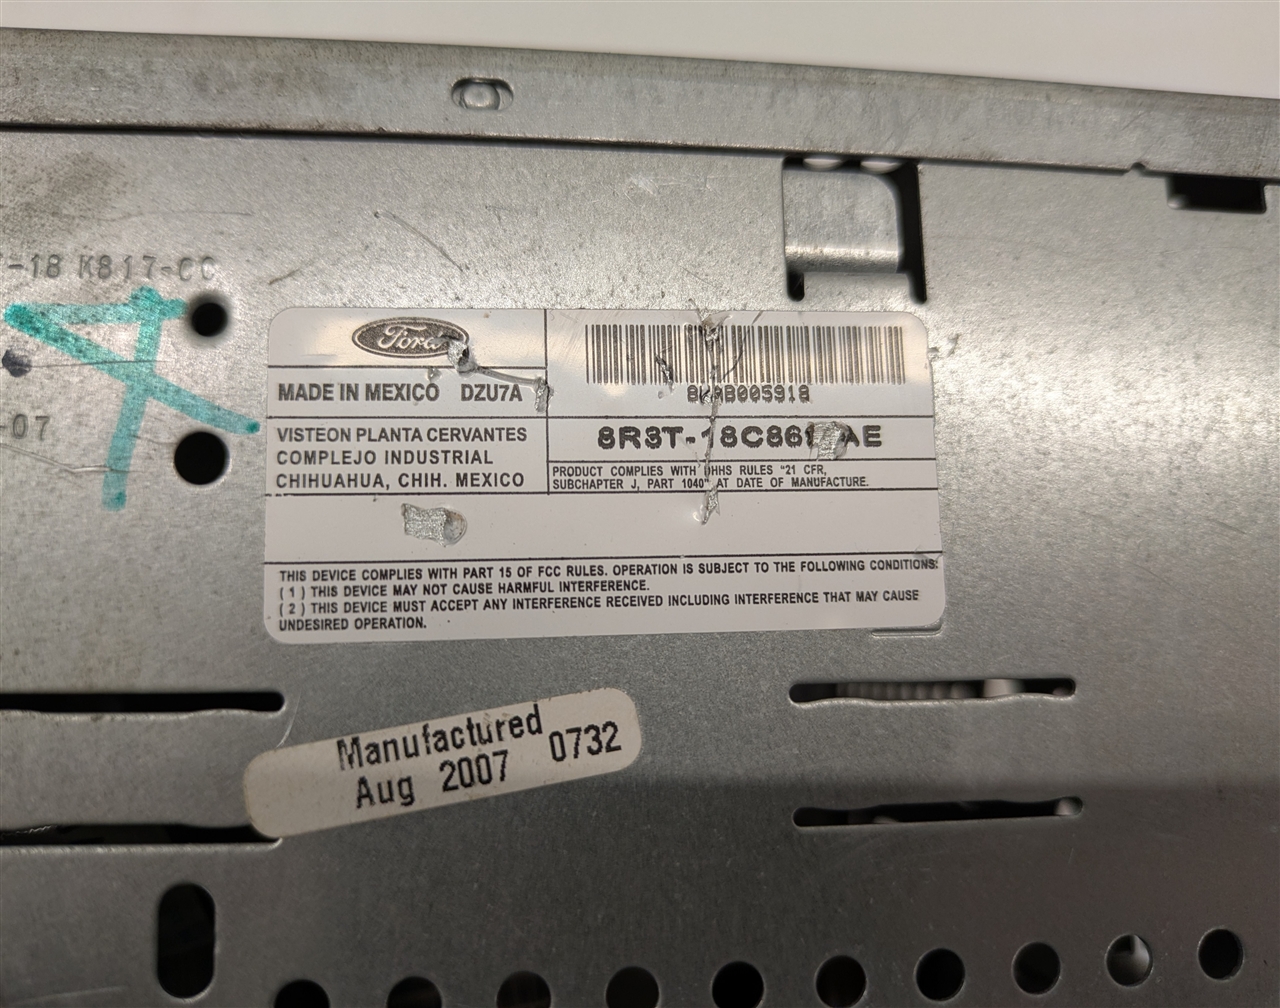 -18 K817-CC
-07
Ford
MADE IN MEXICO DZU7A
VISTEON PLANTA CERVANTES
COMPLEJO INDUSTRIAL
CHIHUAHUA, CHIH. MEXICO
PRODUCT COMPLIES WITH DHHS RULES "21 CFR,
SUBCHAPTER J, PART 1040" AT DATE OF MANUFACTURE.
THIS DEVICE COMPLIES WITH PART 15 OF FCC RULES. OPERATION IS SUBJECT TO THE FOLLOWING CONDITIONS:
( 1 ) THIS DEVICE MAY NOT CAUSE HARMFUL INTERFERENCE.
( 2 ) THIS DEVICE MUST ACCEPT ANY INTERFERENCE RECEIVED INCLUDING INTERFERENCE THAT MAY CAUSE
UNDESIRED OPERATION.
Manufactured
Aug 2007 0732